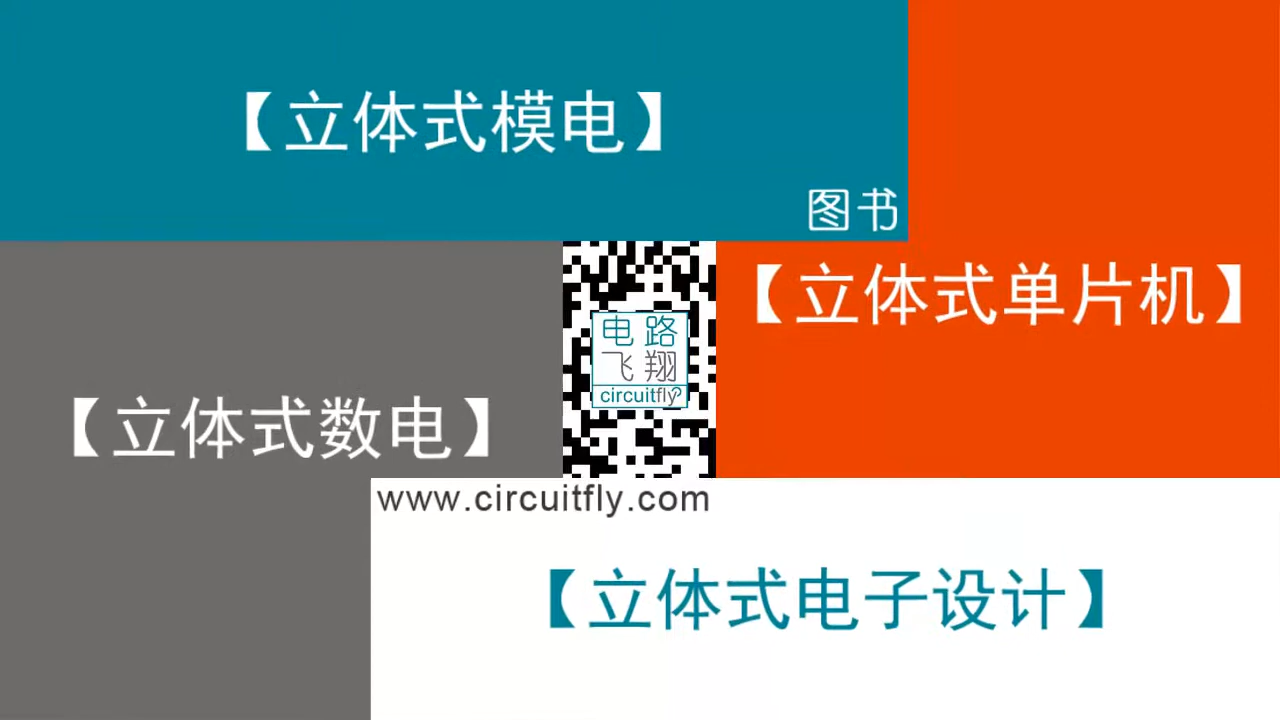 【立体式模电】
图书
【立体式单片机】
电路
飞翔
circuitfly
【立体式数电】
www.circuitfly.com
【立体式电子设计】